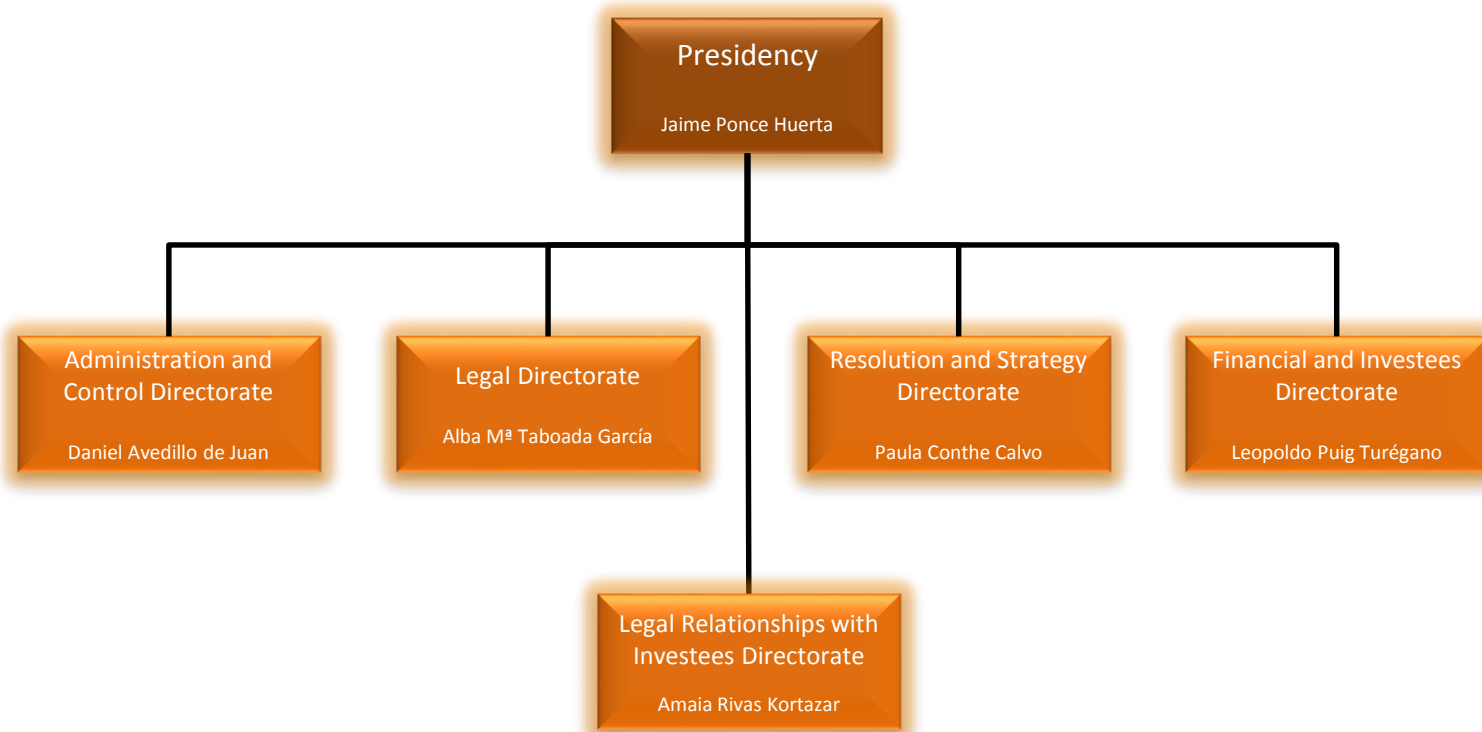 Presidency
Jaime Ponce Huerta
Administration and
Control Directorate
Daniel Avedillo de Juan
Legal Directorate
Alba Mª Taboada García
Resolution and Strategy
Directorate
Paula Conthe Calvo
Financial and Investees
Directorate
Leopoldo Puig Turégano
Legal Relationships with
Investees Directorate
Amaia Rivas Kortazar